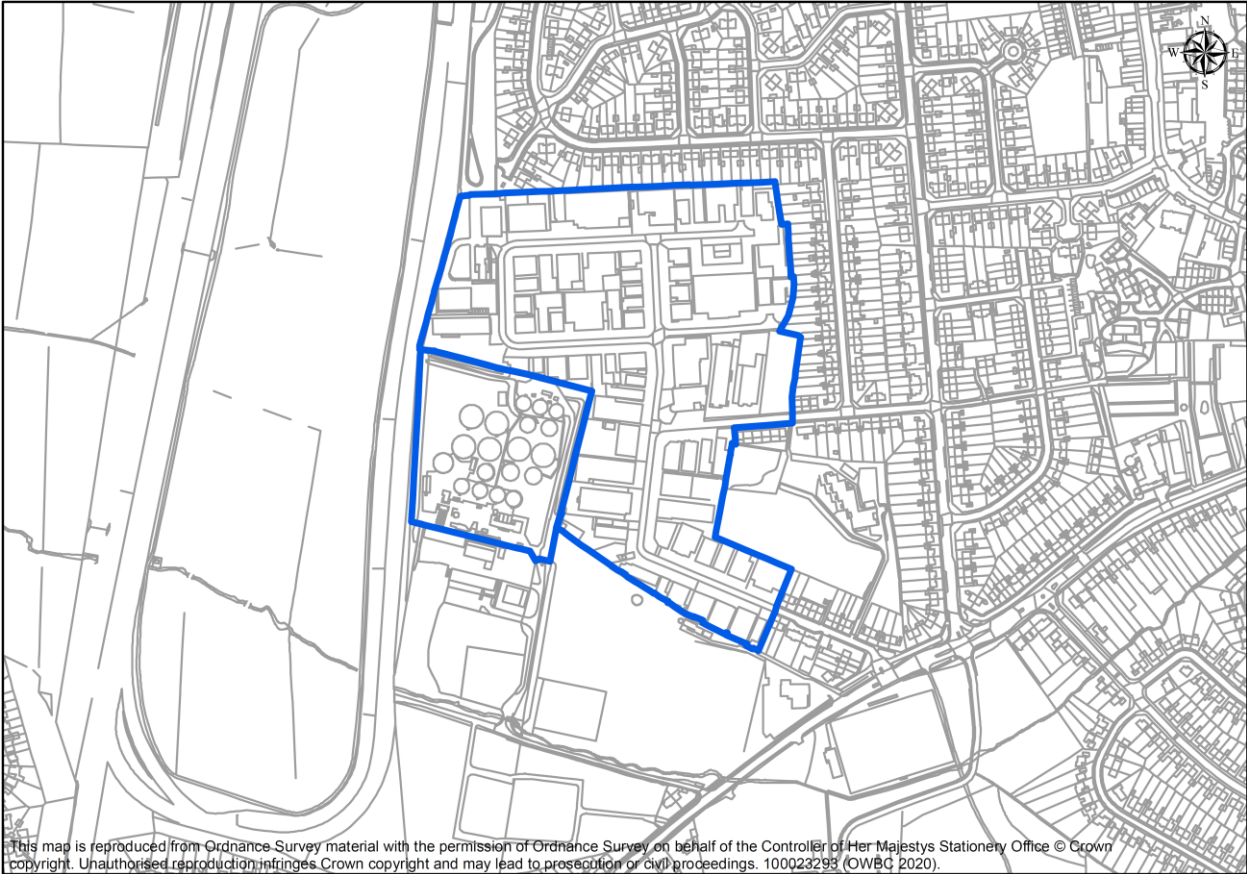 N
W E
S
This map is reproduced from Ordnance Survey material with the permission of Ordnance Survey on behalf of the Controller of Her Majestys Stationery Office © Crown
copyright. Unauthorised reproduction infringes Crown copyright and may lead to prosecution or civil proceedings. 100023293 (OWBC 2020).